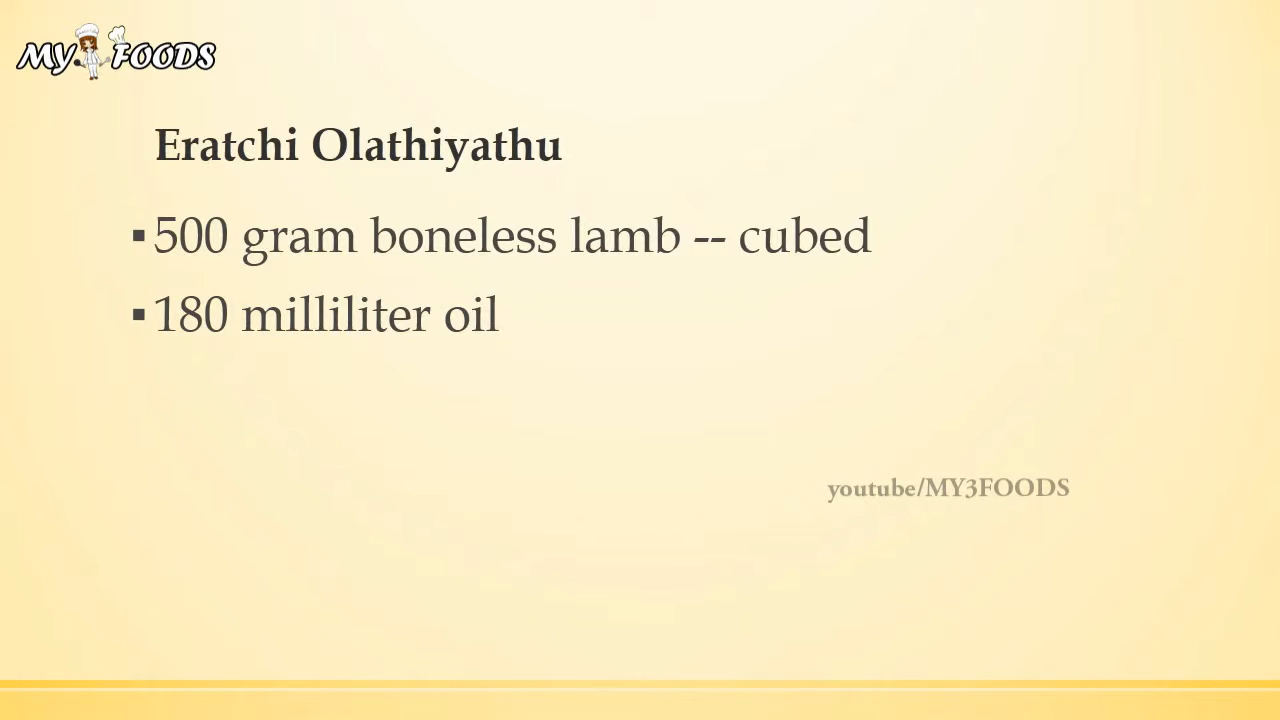 MY FOODS
Eratchi Olathiyathu
▪500 gram boneless lamb -- cubed
▪180 milliliter oil
youtube/MY3FOODS